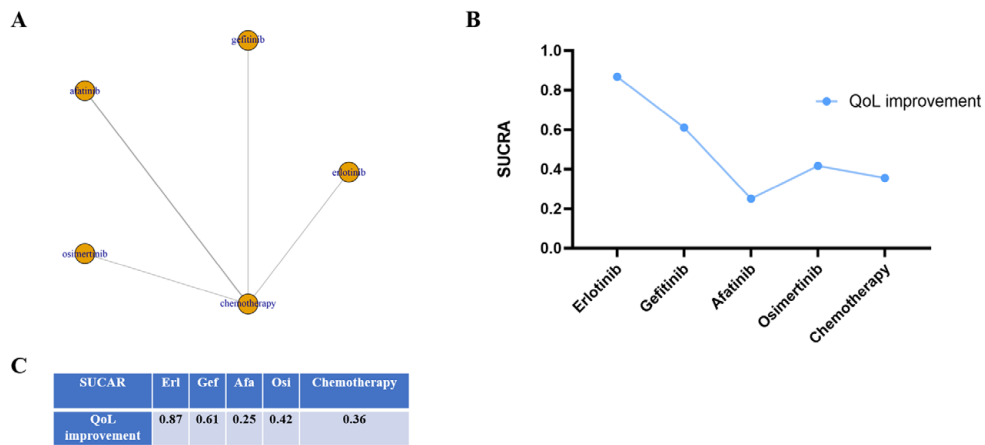 A
gefitinib
afatinib
erlotinib
osimertinib
chemotherapy
B
1.0
0.8
0.6
0.4
0.2
0.0
SUCRA
QoL improvement
Erlotinib
Gefitinib
Afatinib
Osimertinib
Chemotherapy
C
SUCAR Erl Gef Afa Osi Chemotherapy
QoL 0.87 0.61 0.25 0.42 0.36
improvement